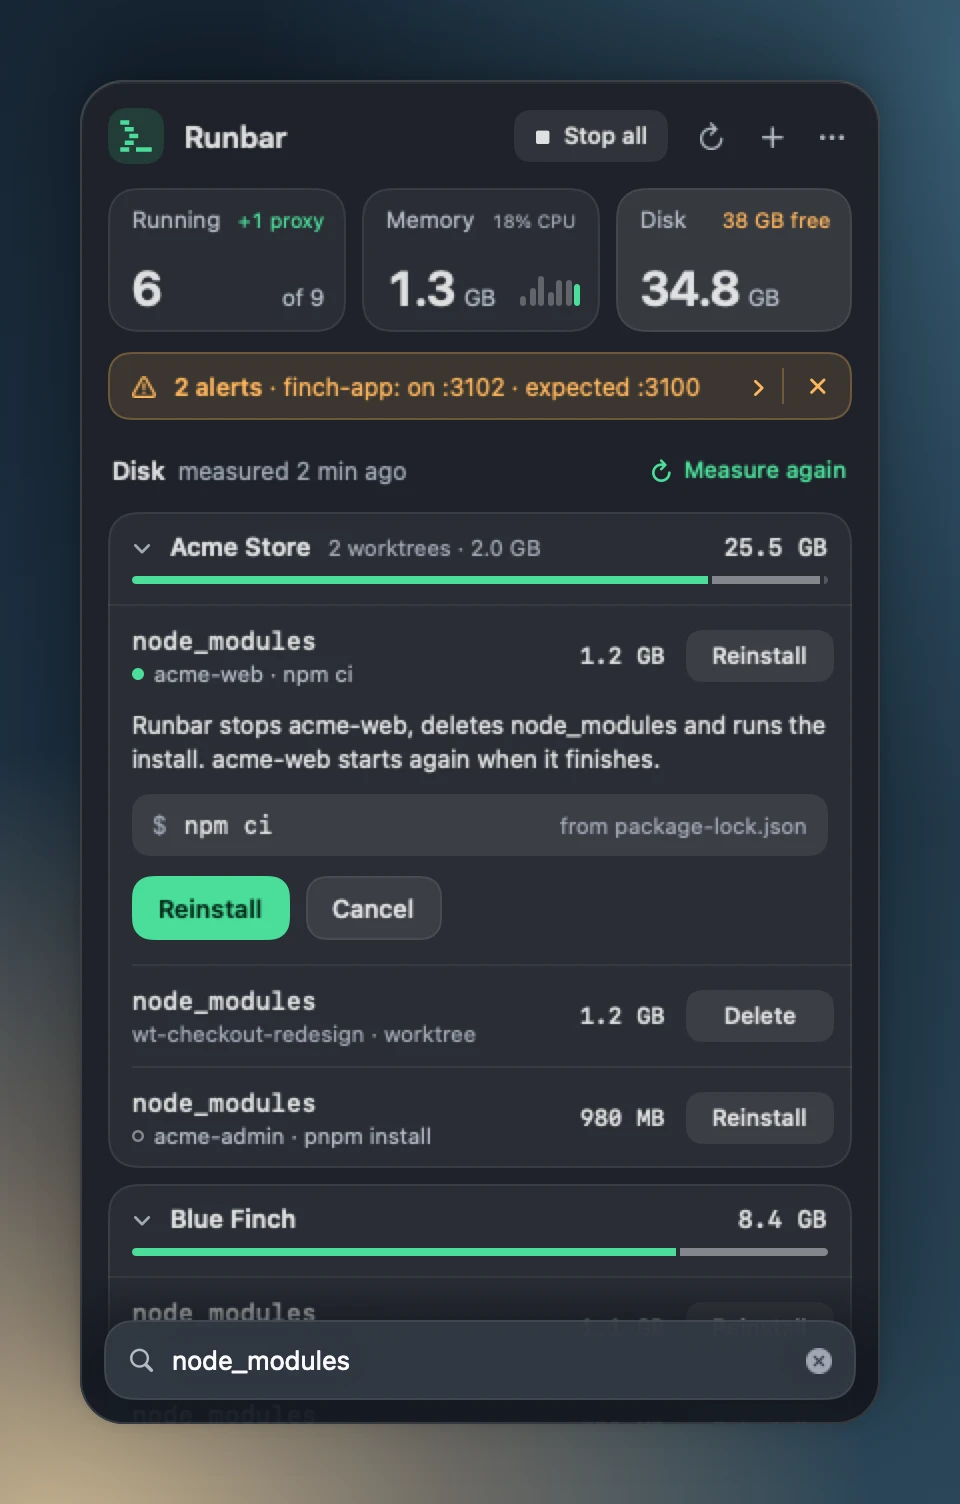 Runbar
Stop all
Running +1 proxy
6 of 9
Memory 18% CPU
1.3 GB
Disk 38 GB free
34.8 GB
2 alerts · finch-app: on :3102 · expected :3100
Disk measured 2 min ago
Measure again
Acme Store 2 worktrees · 2.0 GB 25.5 GB
node_modules
acme-web · npm ci
1.2 GB Reinstall
Runbar stops acme-web, deletes node_modules and runs the
install. acme-web starts again when it finishes.
$ npm ci from package-lock.json
Reinstall Cancel
node_modules
wt-checkout-redesign · worktree
1.2 GB Delete
node_modules
acme-admin · pnpm install
980 MB Reinstall
Blue Finch 8.4 GB
node_modules
Reinstall
node_modules
node_modules